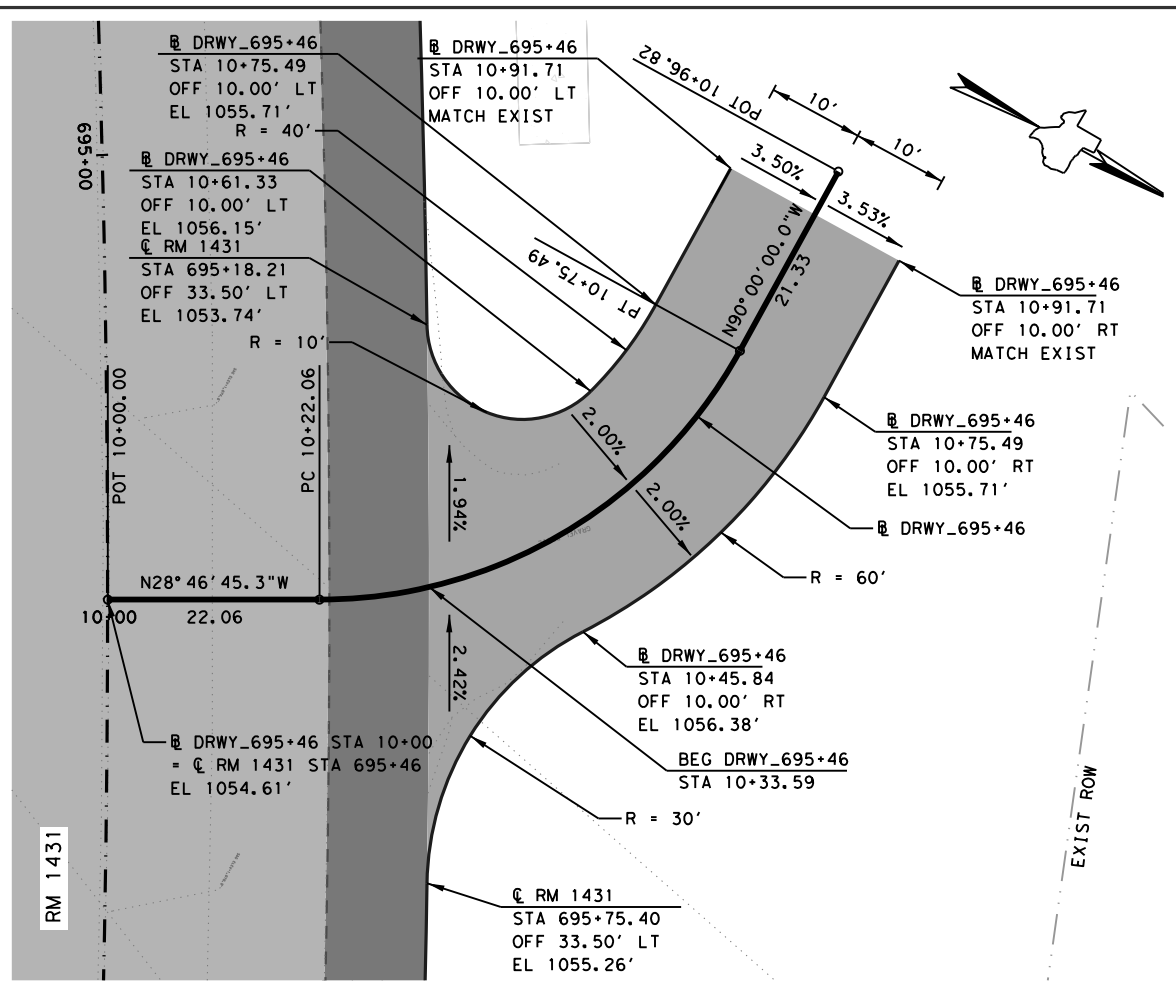 ℄ DRWY_695+46
STA 10+75.49
OFF 10.00' LT
EL 1055.71'
R = 40'
℄ DRWY_695+46
STA 10+61.33
OFF 10.00' LT
EL 1056.15'
℄ RM 1431
STA 695+18.21
OFF 33.50' LT
EL 1053.74'
R = 10'
℄ DRWY_695+46
STA 10+91.71
OFF 10.00' LT
MATCH EXIST
POT 10+96.82
10'
10'
3.50%
3.53%
N90°00'00.0"W
21.33
PT 10+75.49
695+00
℄ DRWY_695+46
STA 10+91.71
OFF 10.00' RT
MATCH EXIST
POT 10+00.00
PC 10+22.06
2.00%
2.00%
1.94%
℄ DRWY_695+46
STA 10+75.49
OFF 10.00' RT
EL 1055.71'
℄ DRWY_695+46
R = 60'
N28°46'45.3"W
10+00
22.06
2.42%
℄ DRWY_695+46
STA 10+45.84
OFF 10.00' RT
EL 1056.38'
℄ DRWY_695+46 STA 10+00
= ℄ RM 1431 STA 695+46
EL 1054.61'
BEG DRWY_695+46
STA 10+33.59
R = 30'
EXIST ROW
RM 1431
℄ RM 1431
STA 695+75.40
OFF 33.50' LT
EL 1055.26'